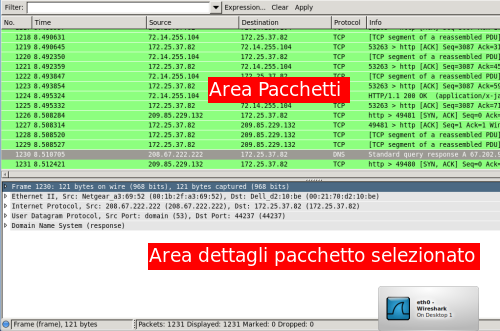 Filter: Expression... Clear Apply
No. Time Source Destination Protocol Info
1218 8.490631 72.14.255.104 172.25.37.82 TCP [TCP segment of a reassembled PDU]
1219 8.490645 172.25.37.82 72.14.255.104 TCP 53263 > http [ACK] Seq=3087 Ack=31
1220 8.492350 72.14.255.104 172.25.37.82 TCP [TCP segment of a reassembled PDU]
1221 8.492359 172.25.37.82 72.14.255.104 TCP 53263 > http [ACK] Seq=3087 Ack=45
1222 8.493847 72.14.255.104 172.25.37.82 TCP [TCP segment of a reassembled PDU]
1223 8.493854 172.25.37.82 72.14.255.104 TCP 53263 > http [ACK] Seq=3087 Ack=59
1224 8.495324 72.14.255.104 172.25.37.82 HTTP/1.1 200 OK (application/x-ja
1225 8.495332 172.25.37.82 72.14.255.104 TCP 53263 > http [ACK] Seq=3087 Ack=71
1226 8.508284 209.85.229.132 172.25.37.82 TCP http > 49481 [SYN, ACK] Seq=0 Ack
1227 8.508314 172.25.37.82 209.85.229.132 TCP 49481 > http [ACK] Seq=1 Ack=1 Win
1228 8.508520 172.25.37.82 209.85.229.132 TCP [TCP segment of a reassembled PDU]
1229 8.508527 172.25.37.82 209.85.229.132 TCP [TCP segment of a reassembled PDU]
1230 8.510705 208.67.222.222 172.25.37.82 DNS Standard query response A 67.202.
1231 8.512421 209.85.229.132 172.25.37.82 TCP http > 49480 [SYN, ACK] Seq=0 Ack
Area Pacchetti
Frame 1230: 121 bytes on wire (968 bits), 121 bytes captured (968 bits)
Ethernet II, Src: Netgear_a3:69:52 (00:1b:2f:a3:69:52), Dst: Dell_d2:10:be (00:21:70:d2:10:be)
Internet Protocol, Src: 208.67.222.222 (208.67.222.222), Dst: 172.25.37.82 (172.25.37.82)
User Datagram Protocol, Src Port: domain (53), Dst Port: 44237 (44237)
Domain Name System (response)
Area dettagli pacchetto selezionato
eth0 -
Wireshark
On Desktop 1
Frame (frame), 121 bytes Packets: 1231 Displayed: 1231 Marked: 0 Dropped: 0